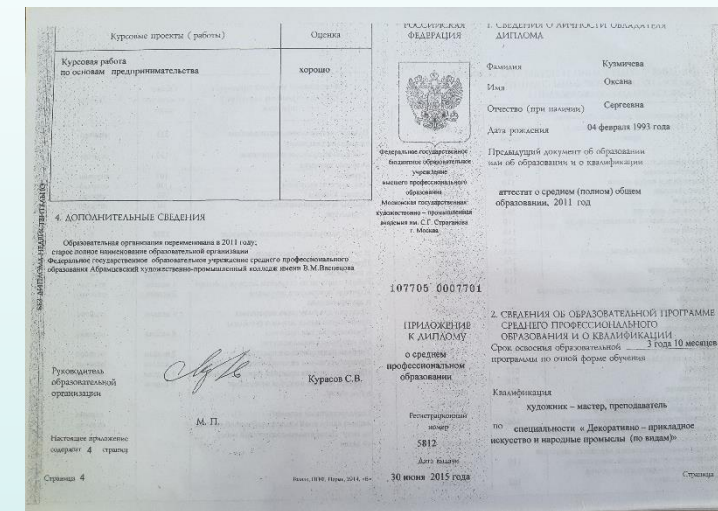 Курсовые проекты ( работы)
Оценка
Курсовая работа
по основам предпринимательства
хорошо
4. ДОПОЛНИТЕЛЬНЫЕ СВЕДЕНИЯ
Образовательная организация переименована в 2011 году;
старое полное наименование образовательной организации
Федеральное государственное образовательное учреждение среднего профессионального
образования Абрамцевский художественно-промышленный колледж имени В.М.Васнецова
Руководитель
образовательной
организации
Курасов С.В.
М. П.
Настоящее приложение
содержит 4 страниц
Страница 4
РОССИЙСКАЯ
ФЕДЕРАЦИЯ
Федеральное государственное
бюджетное образовательное
учреждение
высшего профессионального
образования
Московская государственная
художественно – промышленная
академия им. С.Г. Строганова
г. Москва
107705 0007701
ПРИЛОЖЕНИЕ
К ДИПЛОМУ
о среднем
профессиональном
образовании
Регистрационный
номер
5812
Дата выдачи
30 июня 2015 года
1. СВЕДЕНИЯ О ЛИЧНОСТИ ОБЛАДАТЕЛЯ
ДИПЛОМА
Фамилия Кузмичева
Имя Оксана
Отчество (при наличии) Сергеевна
Дата рождения 04 февраля 1993 года
Предыдущий документ об образовании
или об образовании и о квалификации
аттестат о среднем (полном) общем
образовании, 2011 год
2. СВЕДЕНИЯ ОБ ОБРАЗОВАТЕЛЬНОЙ ПРОГРАММЕ
СРЕДНЕГО ПРОФЕССИОНАЛЬНОГО
ОБРАЗОВАНИЯ И О КВАЛИФИКАЦИИ
Срок освоения образовательной 3 года 10 месяцев
программы по очной форме обучения
Квалификация
художник – мастер, преподаватель
по специальности « Декоративно – прикладное
искусство и народные промыслы (по видам)»
Страница